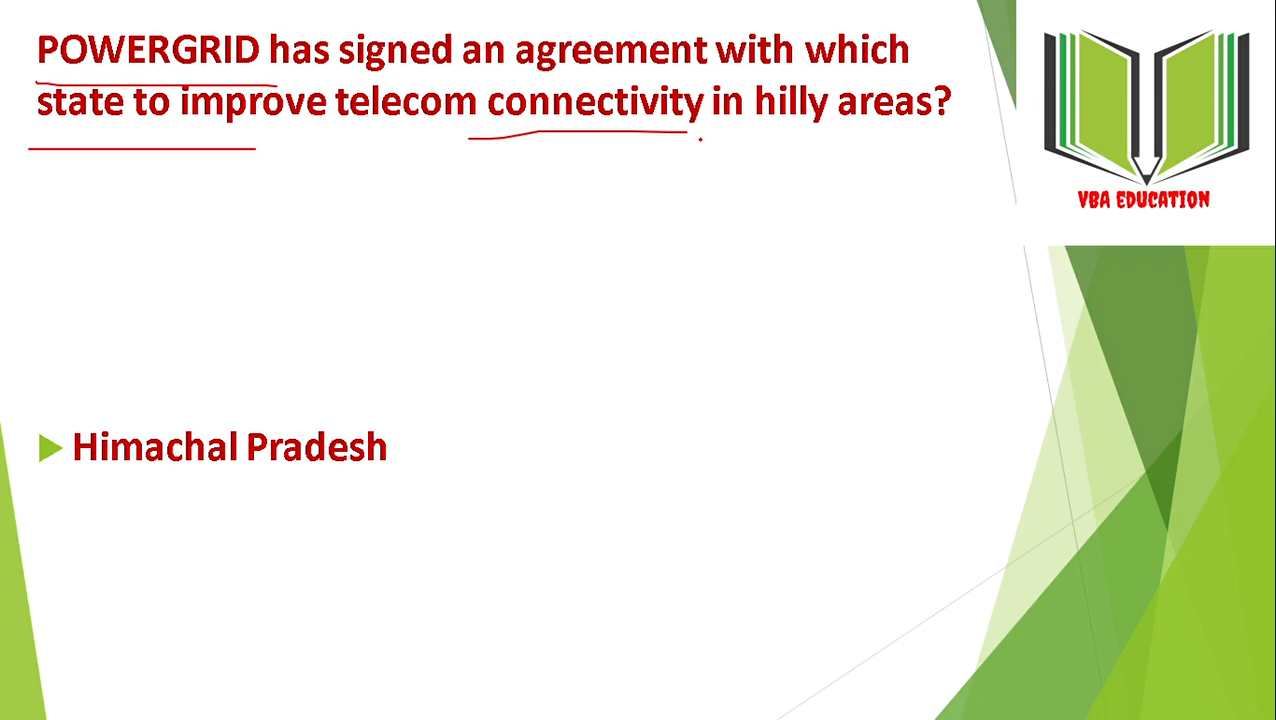 POWERGRID has signed an agreement with which
state to improve telecom connectivity in hilly areas?
VBA EDUCATION
Himachal Pradesh